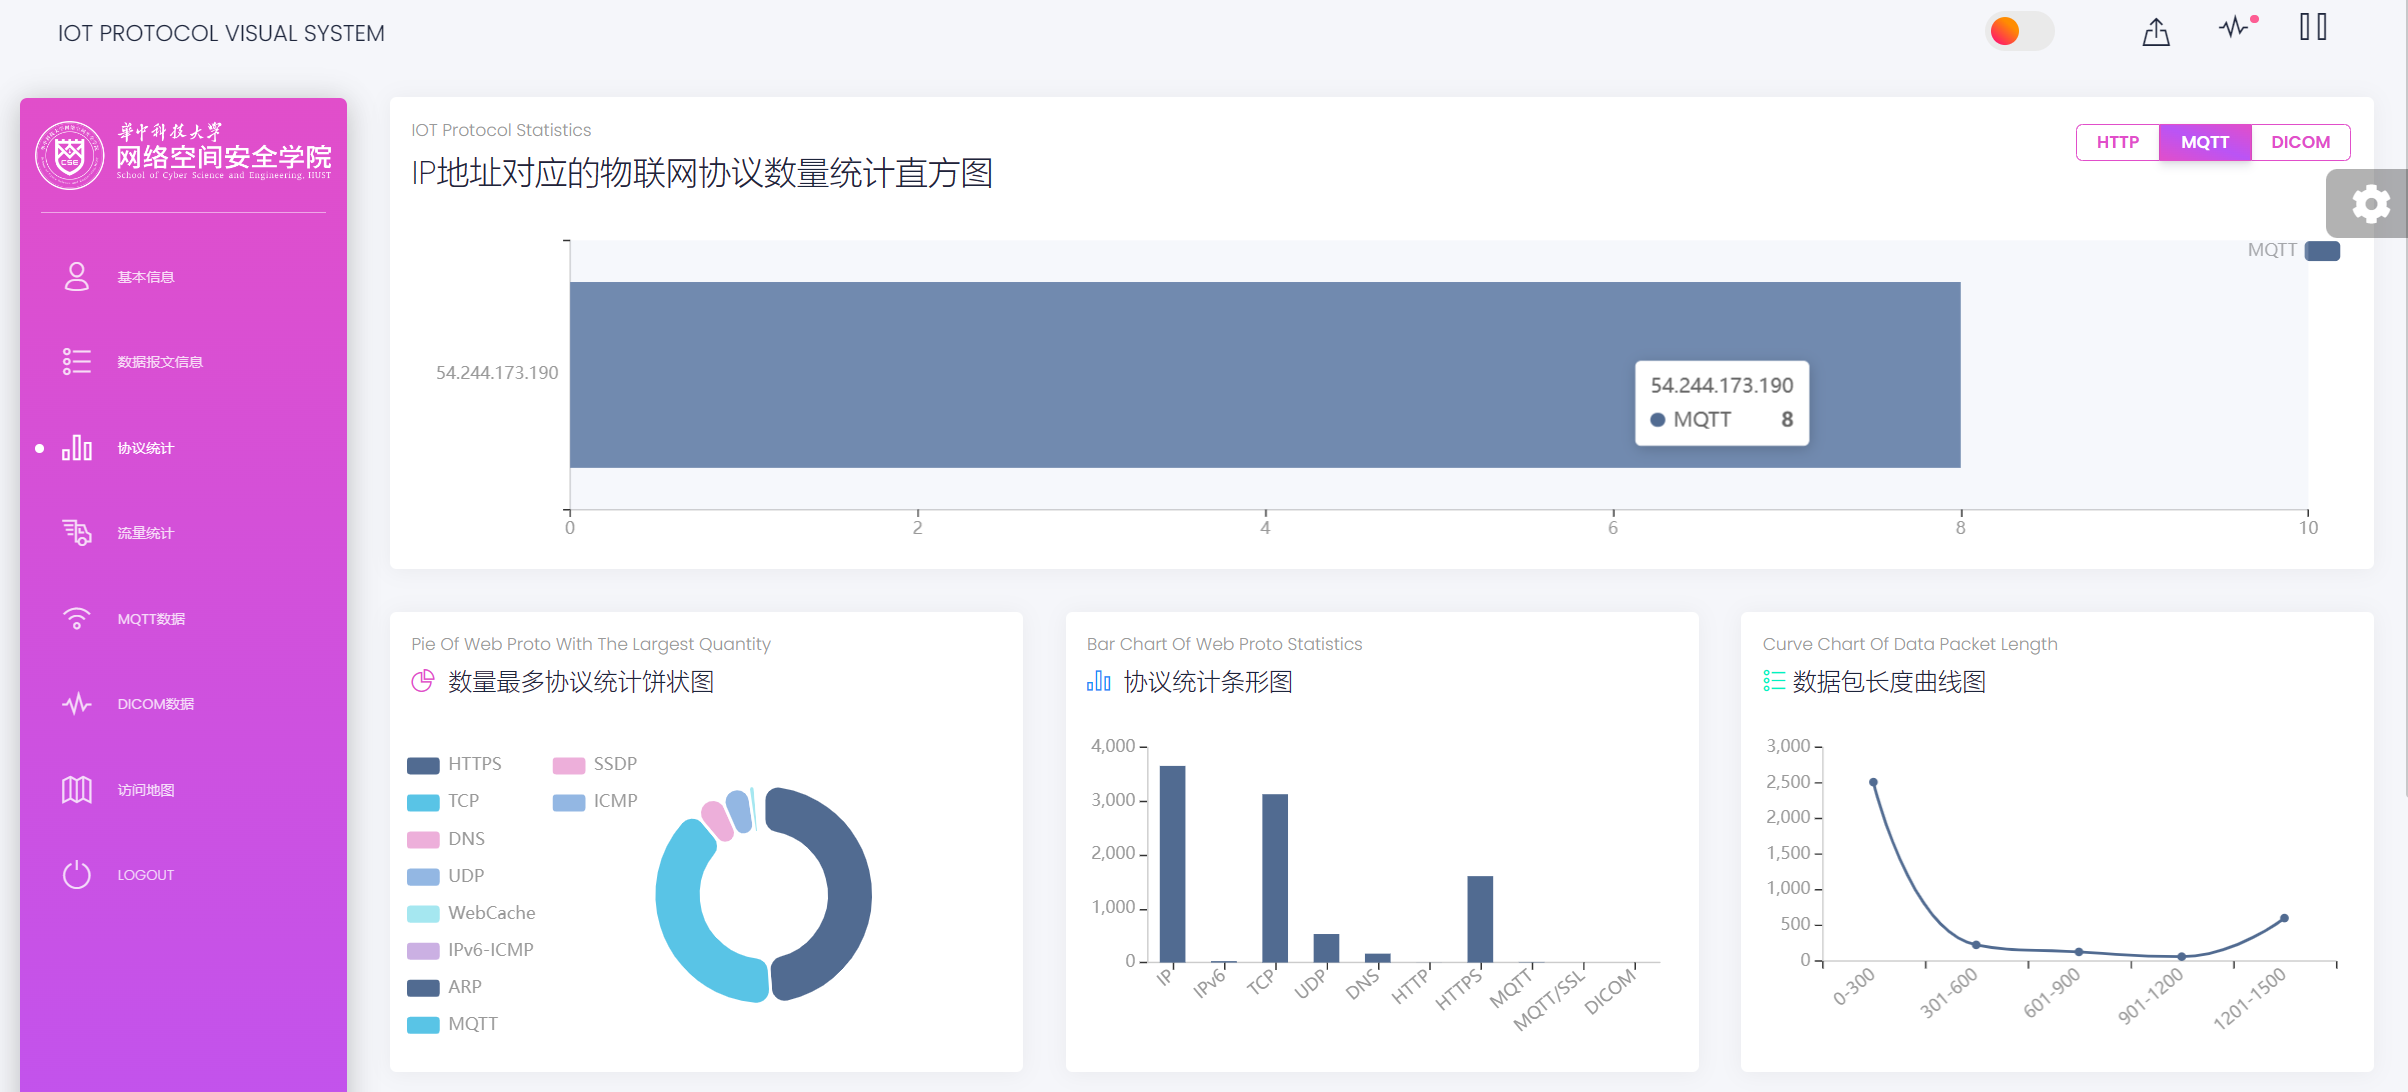 IOT PROTOCOL VISUAL SYSTEM
華中科技大學
网络空间安全学院
School of Cyber Science and Engineering, HUST
CSE
基本信息
数据报文信息
协议统计
流量统计
MQTT数据
DICOM数据
访问地图
LOGOUT
IOT Protocol Statistics
IP地址对应的物联网协议数量统计直方图
HTTP MQTT DICOM
MQTT
54.244.173.190
54.244.173.190
MQTT 8
0 2 4 6 8 10
Pie Of Web Proto With The Largest Quantity
数量最多协议统计饼状图
HTTPS SSDP
TCP ICMP
DNS
UDP
WebCache
IPv6-ICMP
ARP
MQTT
Bar Chart Of Web Proto Statistics
协议统计条形图
4,000
3,000
2,000
1,000
0
IP IPv6 TCP UDP DNS HTTP HTTPS MQTT MQTT/SSL DICOM
Curve Chart Of Data Packet Length
数据包长度曲线图
3,000
2,500
2,000
1,500
1,000
500
0
0-300 301-600 601-900 901-1200 1201-1500